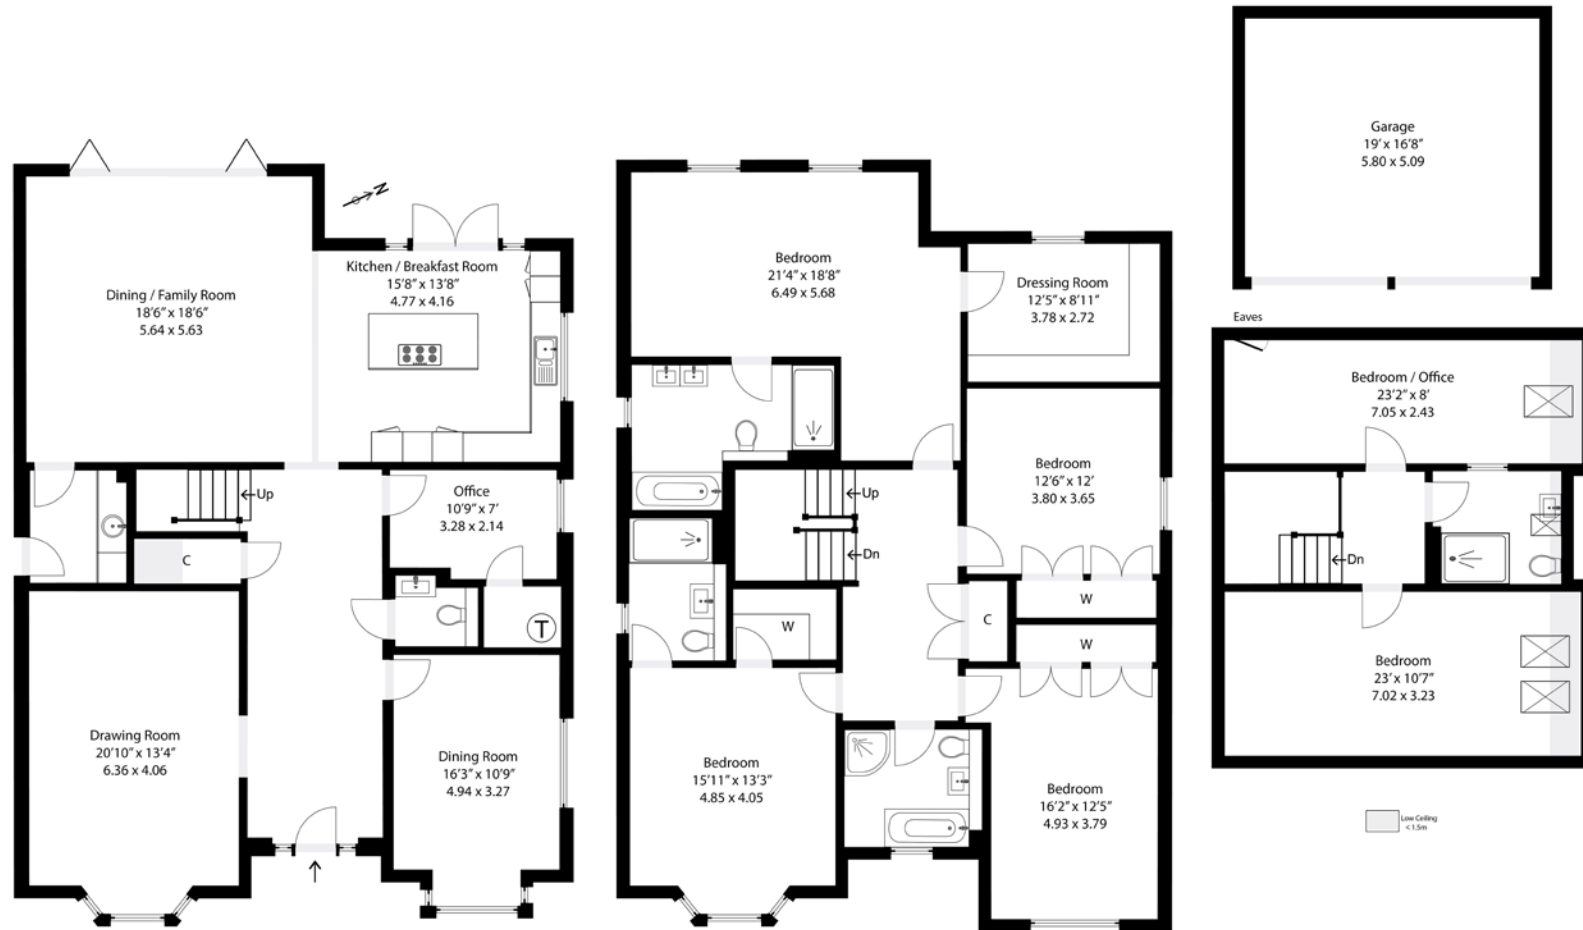 Dining / Family Room
18'6" x 18'6"
5.64 x 5.63
N
Kitchen / Breakfast Room
15'8" x 13'8"
4.77 x 4.16
Up
Office
10'9" x 7'
3.28 x 2.14
C
T
Drawing Room
20'10" x 13'4"
6.36 x 4.06
Dining Room
16'3" x 10'9"
4.94 x 3.27
Bedroom
21'4" x 18'8"
6.49 x 5.68
Dressing Room
12'5" x 8'11"
3.78 x 2.72
Bedroom
12'6" x 12'
3.80 x 3.65
Up
Dn
W
C
W
W
Bedroom
15'11" x 13'3"
4.85 x 4.05
Bedroom
16'2" x 12'5"
4.93 x 3.79
Garage
19' x 16'8"
5.80 x 5.09
Eaves
Bedroom / Office
23'2" x 8'
7.05 x 2.43
Dn
Bedroom
23' x 10'7"
7.02 x 3.23
Low Ceiling
< 1.5m